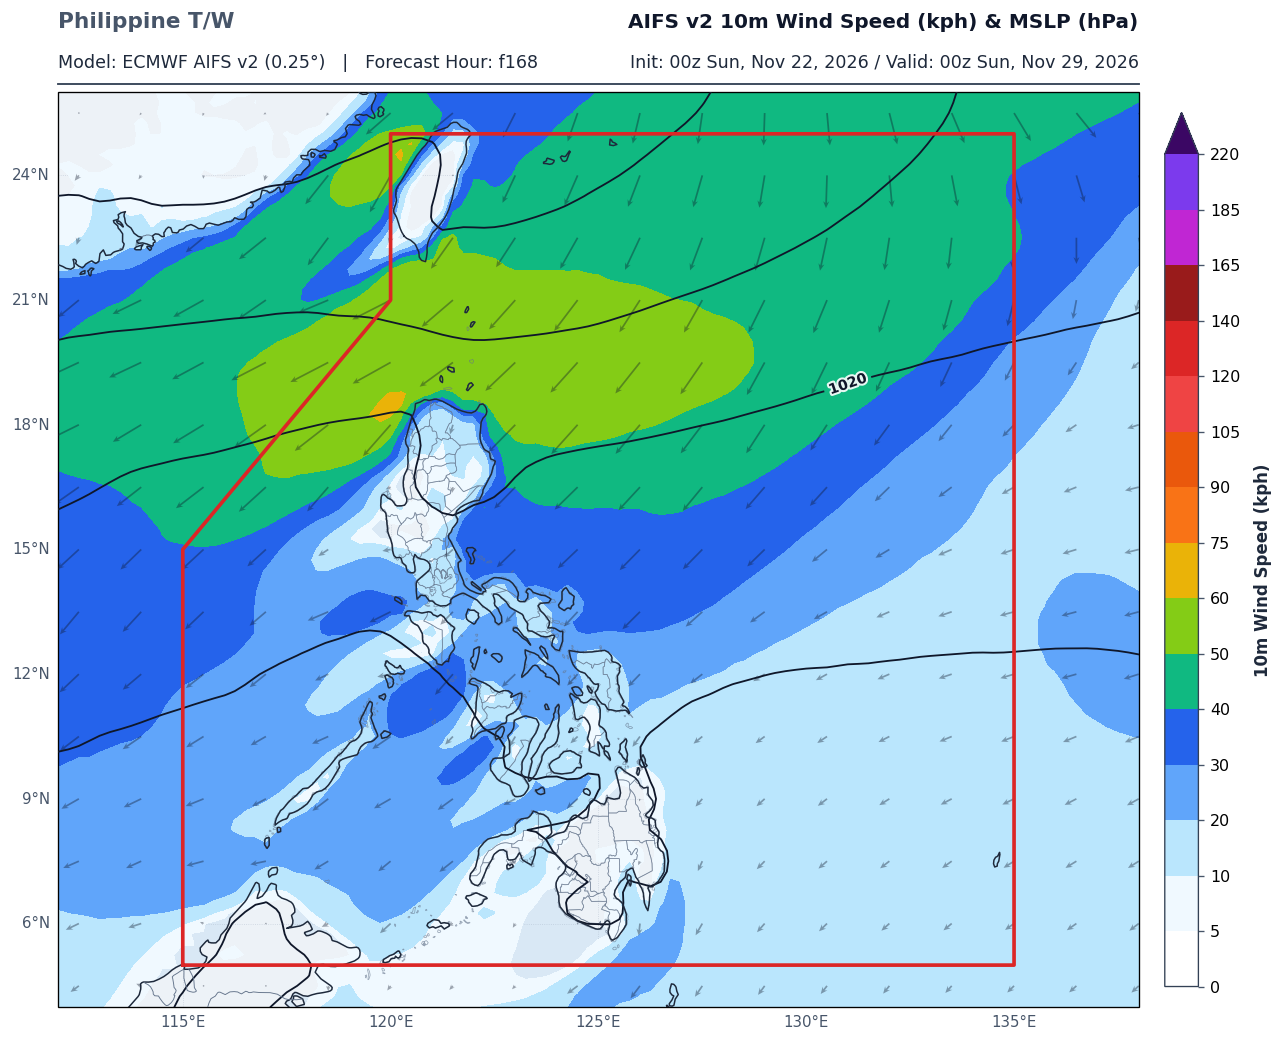 Philippine T/W
AIFS v2 10m Wind Speed (kph) & MSLP (hPa)
Model: ECMWF AIFS v2 (0.25°) | Forecast Hour: f168
Init: 00z Sun, Nov 22, 2026 / Valid: 00z Sun, Nov 29, 2026
24°N
21°N
18°N
15°N
12°N
9°N
6°N
1020
115°E
120°E
125°E
130°E
135°E
220
185
165
140
120
105
90
75
60
50
40
30
20
10
5
0
10m Wind Speed (kph)